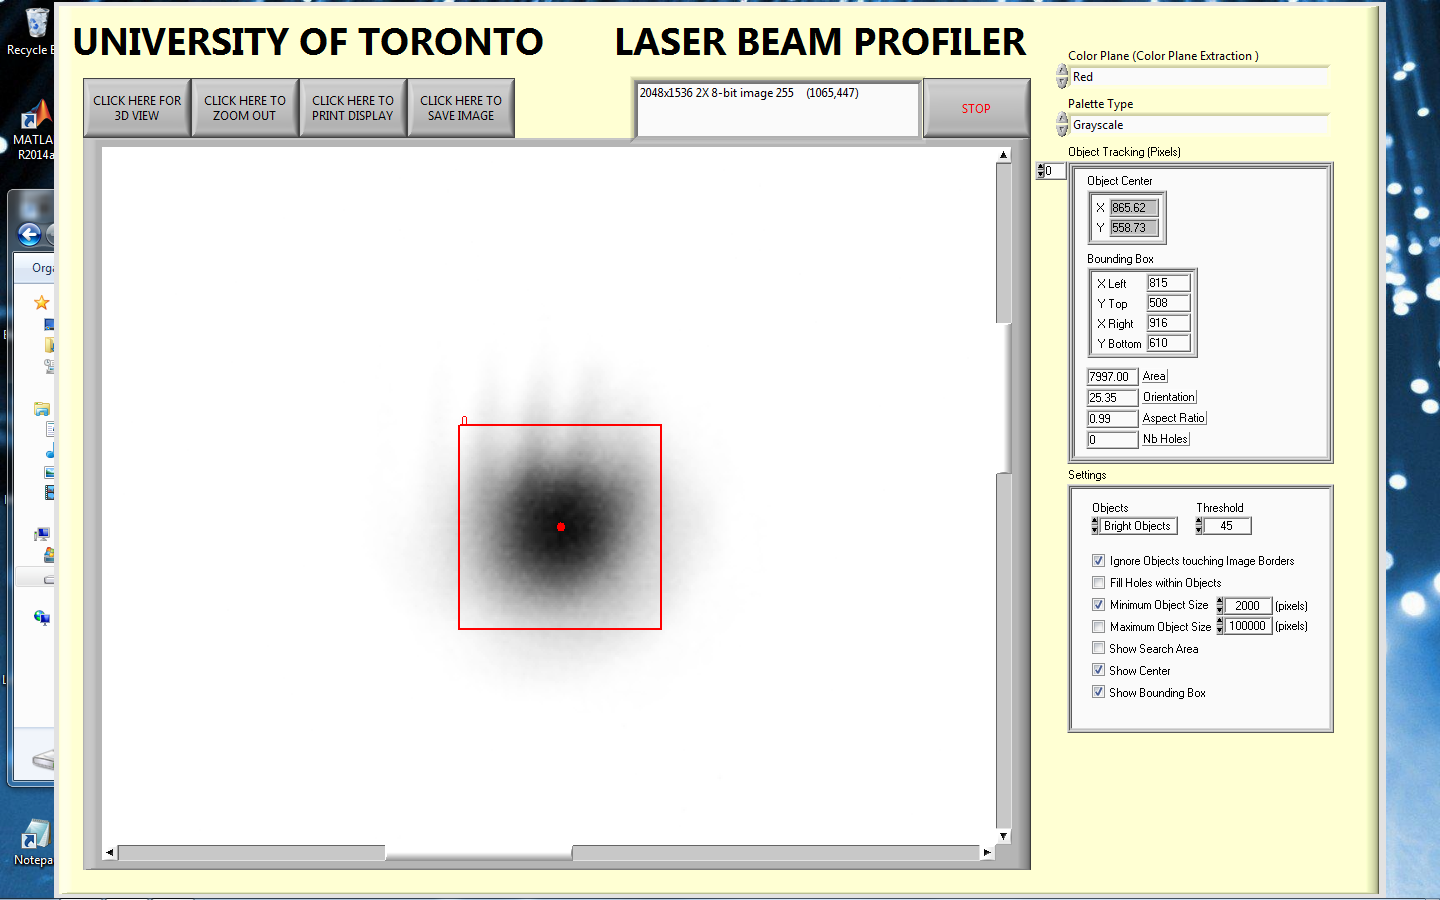 UNIVERSITY OF TORONTO LASER BEAM PROFILER
Recycle
CLICK HERE FOR
3D VIEW
CLICK HERE TO
ZOOM OUT
CLICK HERE TO
PRINT DISPLAY
CLICK HERE TO
SAVE IMAGE
2048x1536 2X 8-bit image 255 (1065,447)
STOP
Color Plane (Color Plane Extraction )
Red
Palette Type
Grayscale
MATLA
R2014a
Orga
Notepa
0
Object Tracking (Pixels)
0
Object Center
X 865.62
Y 558.73
Bounding Box
X Left 815
Y Top 508
X Right 916
Y Bottom 610
7997.00 Area
25.35 Orientation
0.99 Aspect Ratio
0 Nb Holes
Settings
Objects Threshold
Bright Objects 45
Ignore Objects touching Image Borders
Fill Holes within Objects
Minimum Object Size 2000 (pixels)
Maximum Object Size 100000 (pixels)
Show Search Area
Show Center
Show Bounding Box